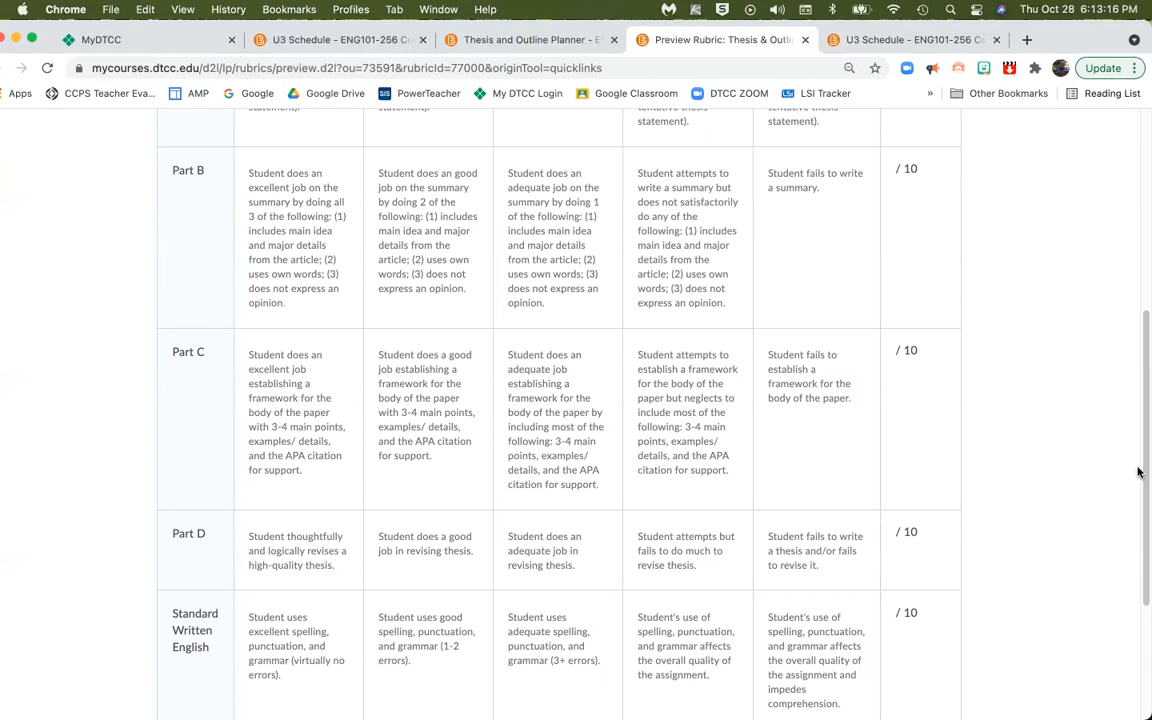 Chrome File Edit View History Bookmarks Profiles Tab Window Help Thu Oct 28 6:13:16 PM
MyDTCC U3 Schedule - ENG101-256 Co Thesis and Outline Planner - E Preview Rubric: Thesis & Outli U3 Schedule - ENG101-256 Co
mycourses.dtcc.edu/d2l/lp/rubrics/preview.d2l?ou=73591&rubricId=77000&originTool=quicklinks Update
Apps CCPS Teacher Eva... AMP Google Google Drive SIS PowerTeacher My DTCC Login Google Classroom DTCC ZOOM LSI Tracker » Other Bookmarks Reading List
statement). statement). tentative thesis tentative thesis
statement). statement).
Part B
Student does an
excellent job on the
summary by doing all
3 of the following: (1)
includes main idea
and major details
from the article; (2)
uses own words; (3)
does not express an
opinion.
Student does an good
job on the summary
by doing 2 of the
following: (1) includes
main idea and major
details from the
article; (2) uses own
words; (3) does not
express an opinion.
Student does an
adequate job on the
summary by doing 1
of the following: (1)
includes main idea
and major details
from the article; (2)
uses own words; (3)
does not express an
opinion.
Student attempts to
write a summary but
does not satisfactorily
do any of the
following: (1) includes
main idea and major
details from the
article; (2) uses own
words; (3) does not
express an opinion.
Student fails to write
a summary.
/ 10
Part C
Student does an
excellent job
establishing a
framework for the
body of the paper
with 3-4 main points,
examples/ details,
and the APA citation
for support.
Student does a good
job establishing a
framework for the
body of the paper
with 3-4 main points,
examples/ details,
and the APA citation
for support.
Student does an
adequate job
establishing a
framework for the
body of the paper by
including most of the
following: 3-4 main
points, examples/
details, and the APA
citation for support.
Student attempts to
establish a framework
for the body of the
paper but neglects to
include most of the
following: 3-4 main
points, examples/
details, and the APA
citation for support.
Student fails to
establish a
framework for the
body of the paper.
/ 10
Part D
Student thoughtfully
and logically revises a
high-quality thesis.
Student does a good
job in revising thesis.
Student does an
adequate job in
revising thesis.
Student attempts but
fails to do much to
revise thesis.
Student fails to write
a thesis and/or fails
to revise it.
/ 10
Standard
Written
English
Student uses
excellent spelling,
punctuation, and
grammar (virtually no
errors).
Student uses good
spelling, punctuation,
and grammar (1-2
errors).
Student uses
adequate spelling,
punctuation, and
grammar (3+ errors).
Student's use of
spelling, punctuation,
and grammar affects
the overall quality of
the assignment.
Student's use of
spelling, punctuation,
and grammar affects
the overall quality of
the assignment and
impedes
comprehension.
/ 10